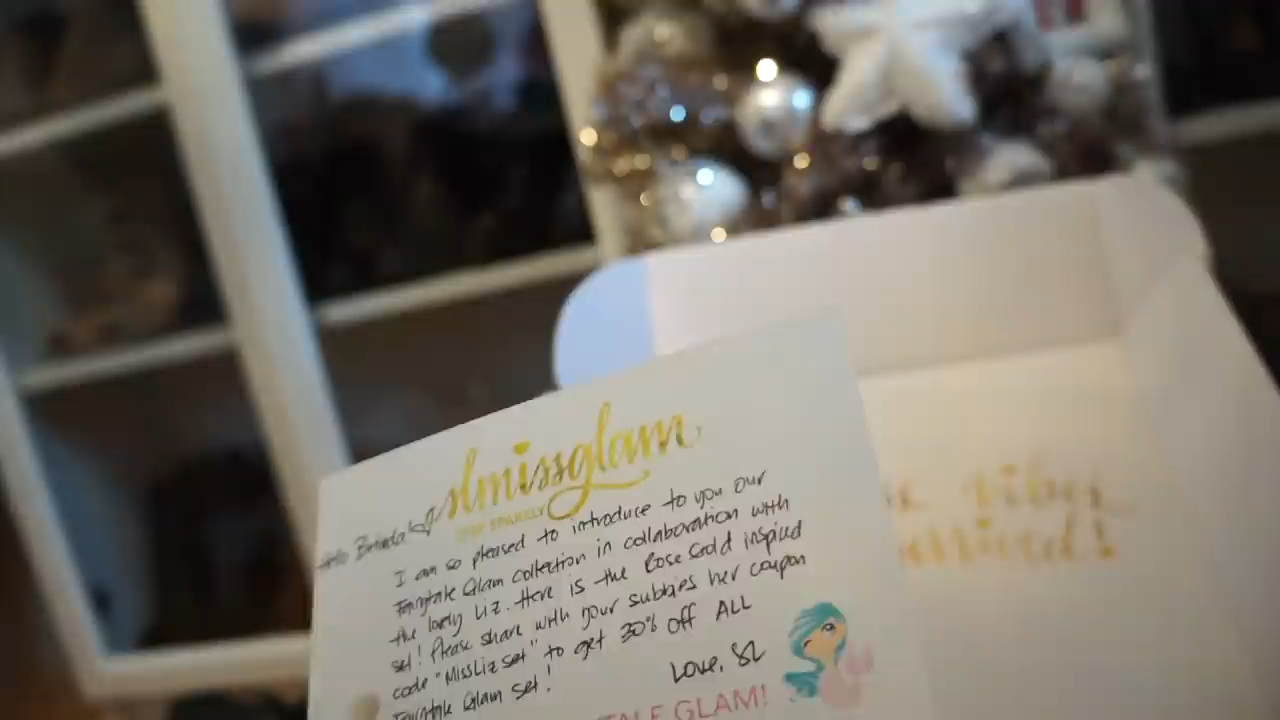 slmissglam
STAY SPARKLY
Hello
I am so pleased to introduce to you our
Fairytale Glam collection in collaboration with
the lovely Liz. Here is the Rose Gold inspired
set! Please share with your subbies her coupon
code "MissLizset" to get 30% off ALL
Fairytale Glam set!
Love, SL
TALE GLAM!